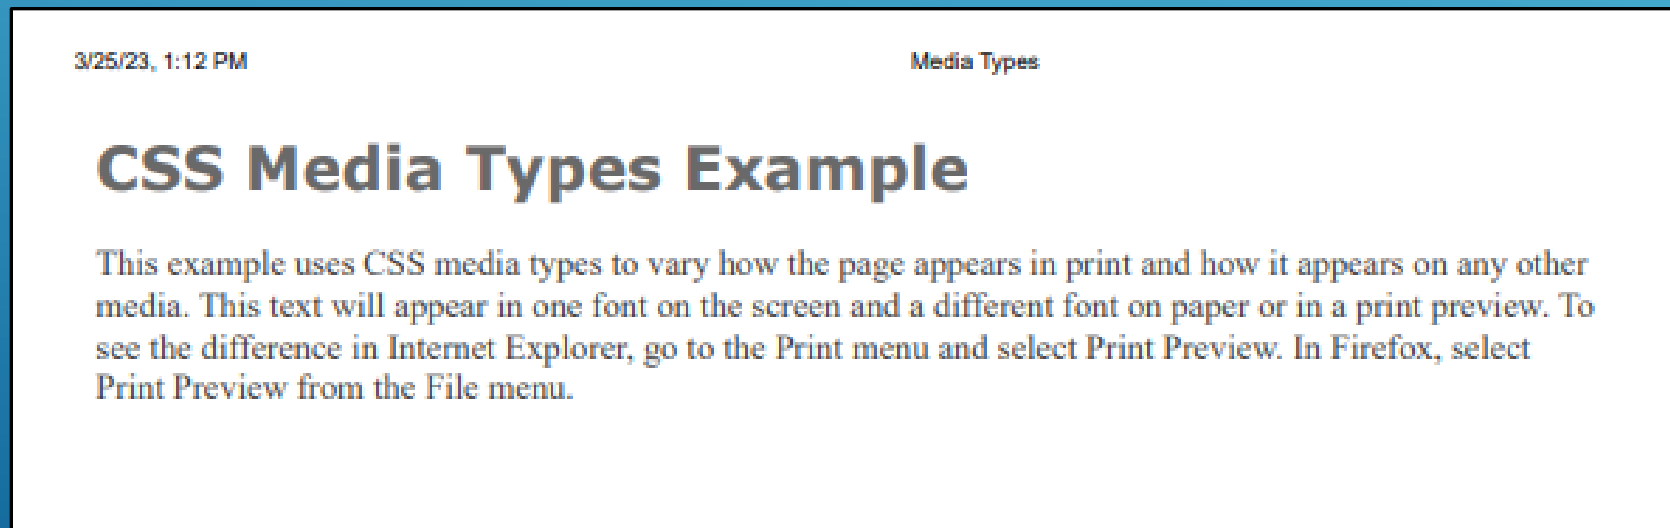 3/25/23, 1:12 PM
Media Types
CSS Media Types Example
This example uses CSS media types to vary how the page appears in print and how it appears on any other
media. This text will appear in one font on the screen and a different font on paper or in a print preview. To
see the difference in Internet Explorer, go to the Print menu and select Print Preview. In Firefox, select
Print Preview from the File menu.